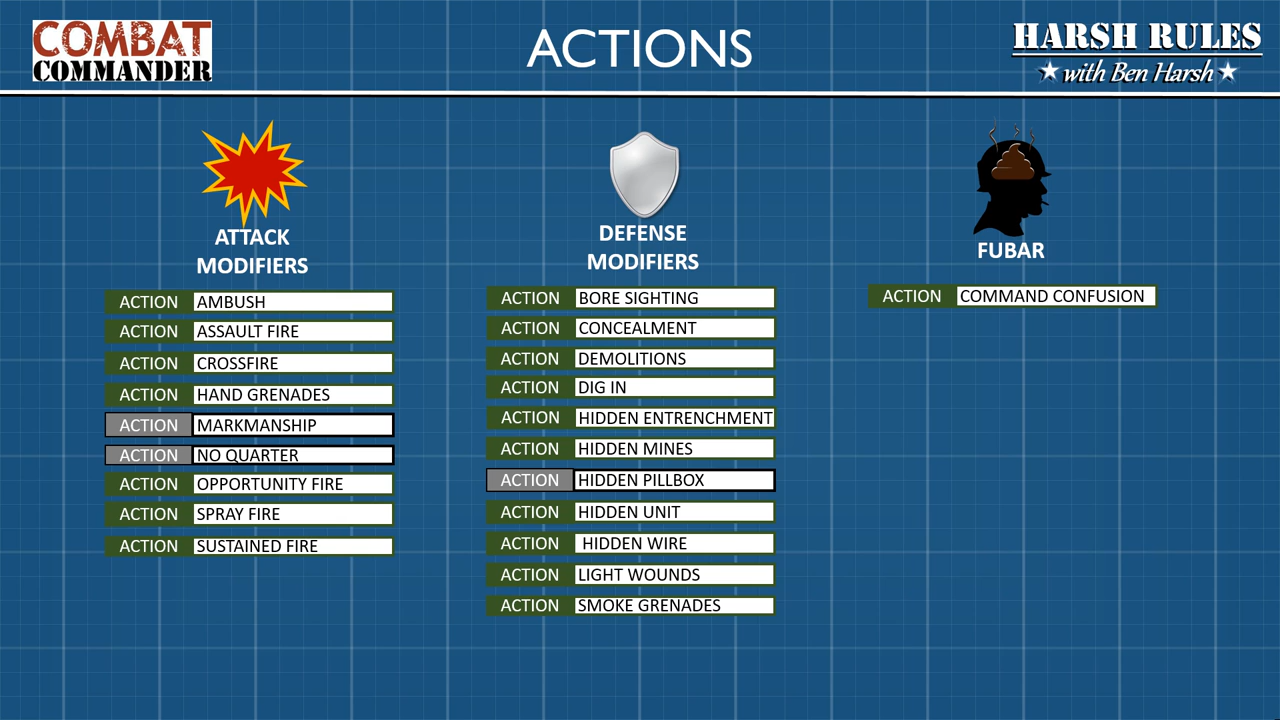 COMBAT
COMMANDER
ACTIONS
HARSH RULES
with Ben Harsh
ATTACK
MODIFIERS
ACTION AMBUSH
ACTION ASSAULT FIRE
ACTION CROSSFIRE
ACTION HAND GRENADES
ACTION MARKMANSHIP
ACTION NO QUARTER
ACTION OPPORTUNITY FIRE
ACTION SPRAY FIRE
ACTION SUSTAINED FIRE
DEFENSE
MODIFIERS
ACTION BORE SIGHTING
ACTION CONCEALMENT
ACTION DEMOLITIONS
ACTION DIG IN
ACTION HIDDEN ENTRENCHMENT
ACTION HIDDEN MINES
ACTION HIDDEN PILLBOX
ACTION HIDDEN UNIT
ACTION HIDDEN WIRE
ACTION LIGHT WOUNDS
ACTION SMOKE GRENADES
FUBAR
ACTION COMMAND CONFUSION